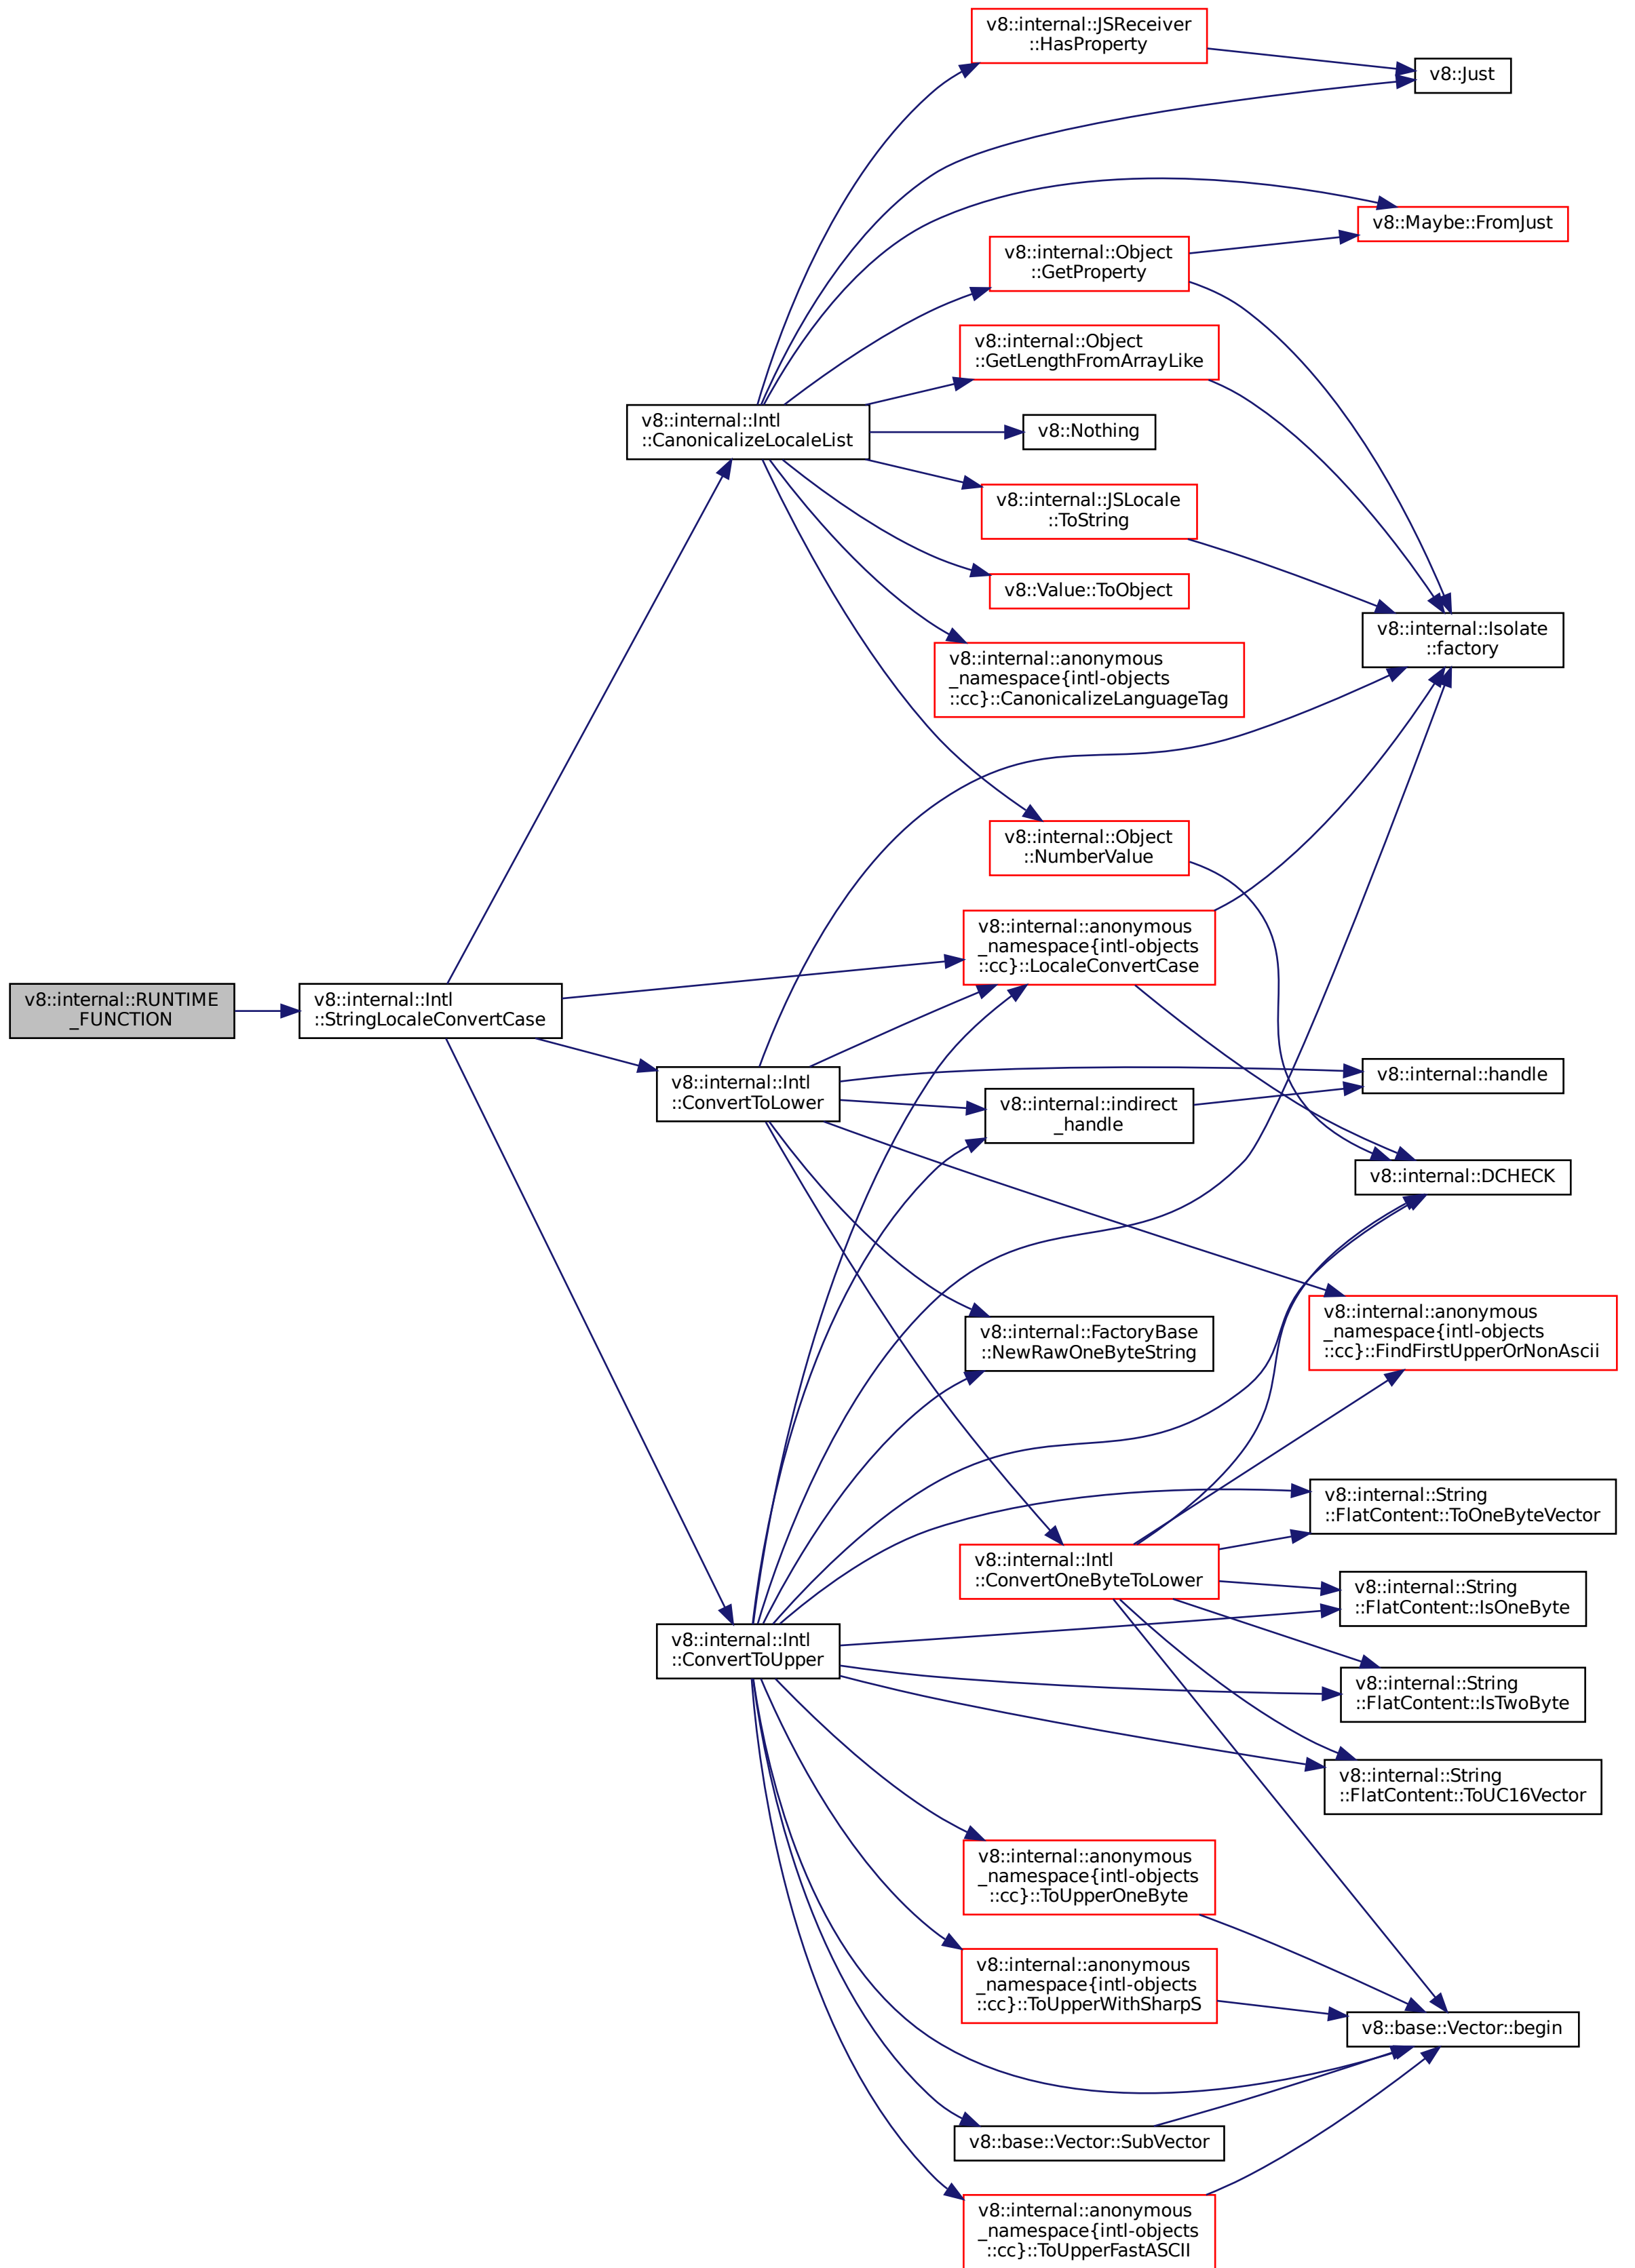 v8::internal::JSReceiver
::HasProperty
v8::Just
v8::Maybe::FromJust
v8::internal::Object
::GetProperty
v8::internal::Object
::GetLengthFromArrayLike
v8::internal::Intl
::CanonicalizeLocaleList
v8::Nothing
v8::internal::JSLocale
::ToString
v8::Value::ToObject
v8::internal::Isolate
::factory
v8::internal::anonymous
_namespace{intl-objects
::cc}::CanonicalizeLanguageTag
v8::internal::Object
::NumberValue
v8::internal::anonymous
_namespace{intl-objects
::cc}::LocaleConvertCase
v8::internal::RUNTIME
_FUNCTION
v8::internal::Intl
::StringLocaleConvertCase
v8::internal::Intl
::ConvertToLower
v8::internal::handle
v8::internal::indirect
_handle
v8::internal::DCHECK
v8::internal::FactoryBase
::NewRawOneByteString
v8::internal::anonymous
_namespace{intl-objects
::cc}::FindFirstUpperOrNonAscii
v8::internal::String
::FlatContent::ToOneByteVector
v8::internal::Intl
::ConvertOneByteToLower
v8::internal::String
::FlatContent::IsOneByte
v8::internal::Intl
::ConvertToUpper
v8::internal::String
::FlatContent::IsTwoByte
v8::internal::String
::FlatContent::ToUC16Vector
v8::internal::anonymous
_namespace{intl-objects
::cc}::ToUpperOneByte
v8::internal::anonymous
_namespace{intl-objects
::cc}::ToUpperWithSharpS
v8::base::Vector::begin
v8::base::Vector::SubVector
v8::internal::anonymous
_namespace{intl-objects
::cc}::ToUpperFastASCII